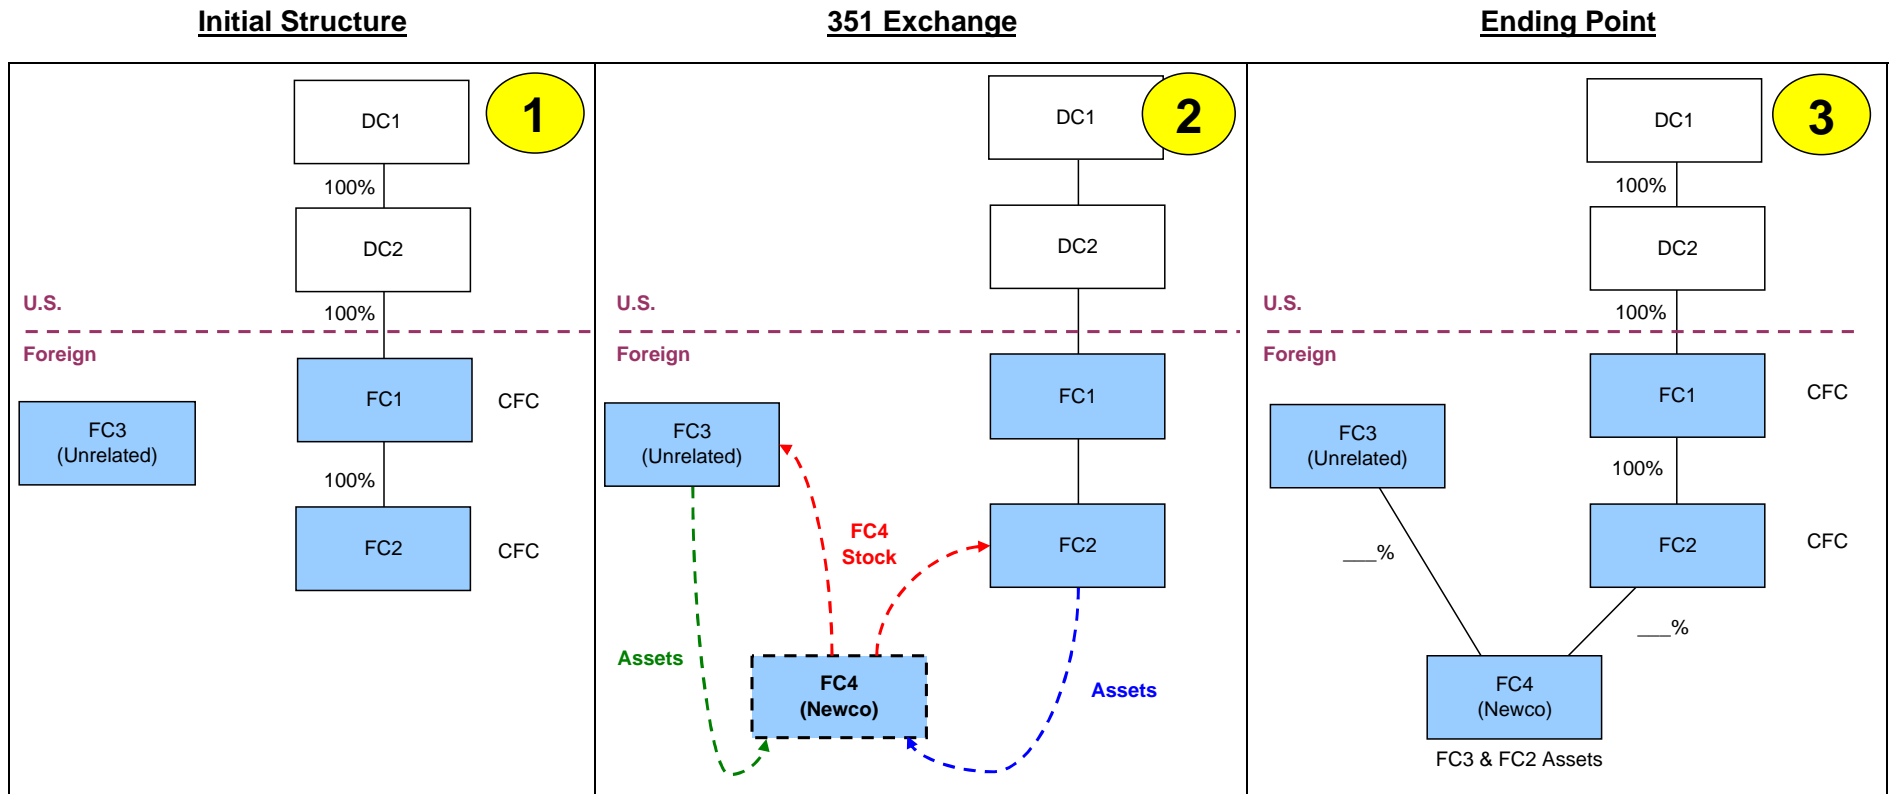 Initial Structure
351 Exchange
Ending Point
DC1
1
100%
DC2
U.S.
100%
Foreign
FC1
CFC
FC3
(Unrelated)
100%
FC2
CFC
DC1
2
DC2
U.S.
Foreign
FC1
FC3
(Unrelated)
FC4
Stock
FC2
Assets
FC4
(Newco)
Assets
DC1
3
100%
DC2
U.S.
100%
Foreign
FC1
CFC
FC3
(Unrelated)
100%
FC2
CFC
___%
___%
FC4
(Newco)
FC3 & FC2 Assets